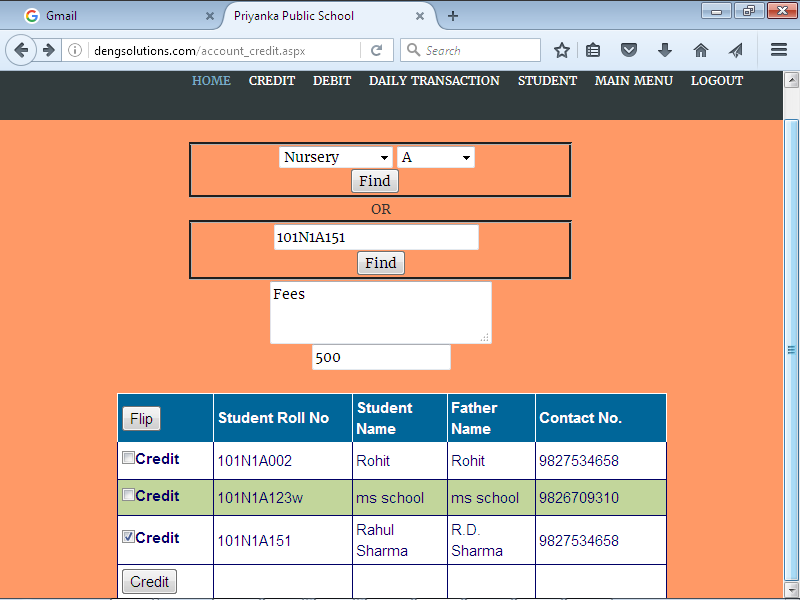 Gmail
Priyanka Public School
dengsolutions.com/account_credit.aspx
Search
HOME CREDIT DEBIT DAILY TRANSACTION STUDENT MAIN MENU LOGOUT
Nursery A
Find
OR
101N1A151
Find
Fees
500
Flip Student Roll No Student Name Father Name Contact No.
Credit 101N1A002 Rohit Rohit 9827534658
Credit 101N1A123w ms school ms school 9826709310
Credit 101N1A151 Rahul Sharma R.D. Sharma 9827534658
Credit